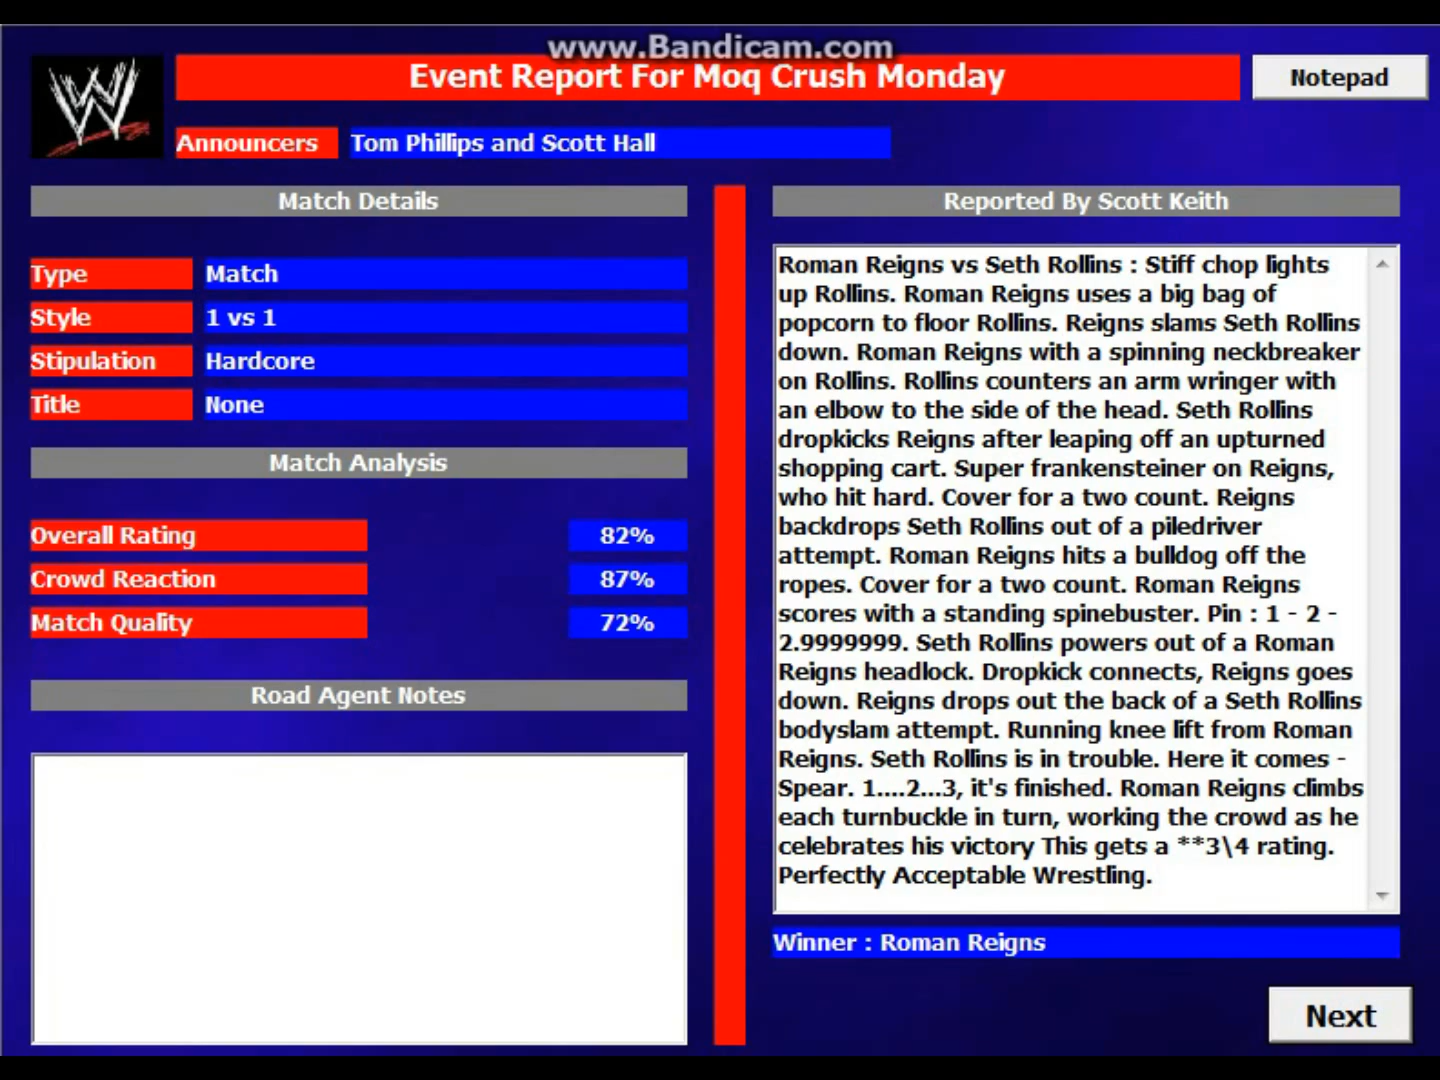 www.Bandicam.com
Event Report For Moq Crush Monday
Notepad
W
Announcers
Tom Phillips and Scott Hall
Match Details
Type
Match
Style
1 vs 1
Stipulation
Hardcore
Title
None
Match Analysis
Overall Rating
82%
Crowd Reaction
87%
Match Quality
72%
Road Agent Notes
Reported By Scott Keith
Roman Reigns vs Seth Rollins : Stiff chop lights
up Rollins. Roman Reigns uses a big bag of
popcorn to floor Rollins. Reigns slams Seth Rollins
down. Roman Reigns with a spinning neckbreaker
on Rollins. Rollins counters an arm wringer with
an elbow to the side of the head. Seth Rollins
dropkicks Reigns after leaping off an upturned
shopping cart. Super frankensteiner on Reigns,
who hit hard. Cover for a two count. Reigns
backdrops Seth Rollins out of a piledriver
attempt. Roman Reigns hits a bulldog off the
ropes. Cover for a two count. Roman Reigns
scores with a standing spinebuster. Pin : 1 - 2 -
2.9999999. Seth Rollins powers out of a Roman
Reigns headlock. Dropkick connects, Reigns goes
down. Reigns drops out the back of a Seth Rollins
bodyslam attempt. Running knee lift from Roman
Reigns. Seth Rollins is in trouble. Here it comes -
Spear. 1....2...3, it's finished. Roman Reigns climbs
each turnbuckle in turn, working the crowd as he
celebrates his victory This gets a **3\4 rating.
Perfectly Acceptable Wrestling.
Winner : Roman Reigns
Next